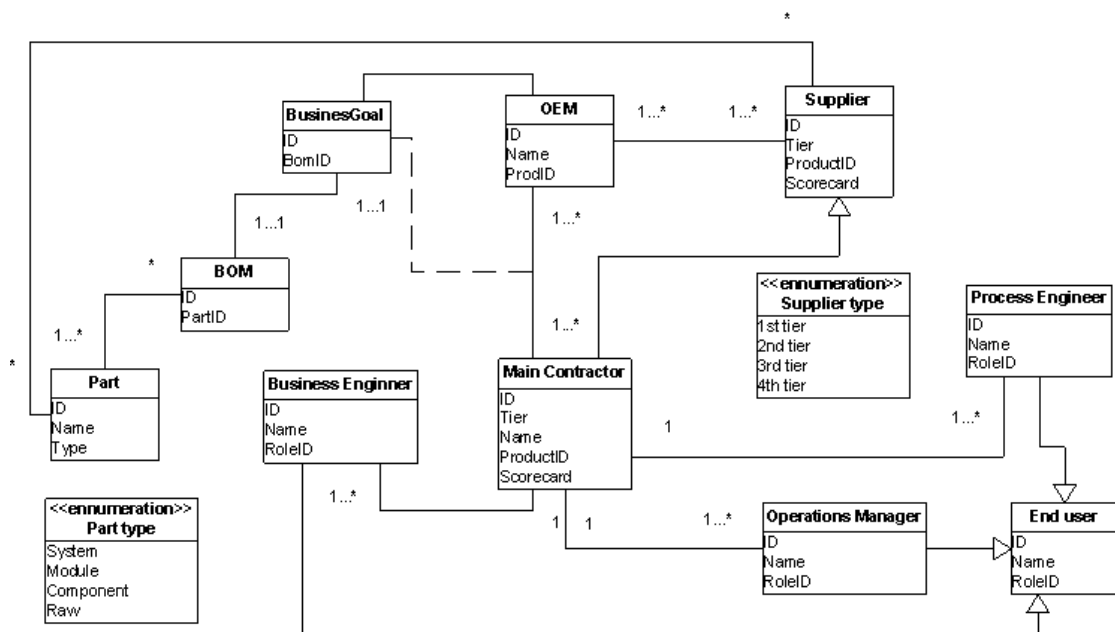 *
BusinesGoal
ID
BomID
OEM
ID
Name
ProdID
1...*
1...*
Supplier
ID
Tier
ProductID
Scorecard
1...1
1...1
1...*
*
BOM
ID
PartID
<<ennumeration>>
Supplier type
1st tier
2nd tier
3rd tier
4th tier
Process Engineer
ID
Name
RoleID
1...*
1...*
*
Part
ID
Name
Type
Business Enginner
ID
Name
RoleID
Main Contractor
ID
Tier
Name
ProductID
Scorecard
1
1...*
<<ennumeration>>
Part type
System
Module
Component
Raw
1...*
1
1
1...*
Operations Manager
ID
Name
RoleID
End user
ID
Name
RoleID